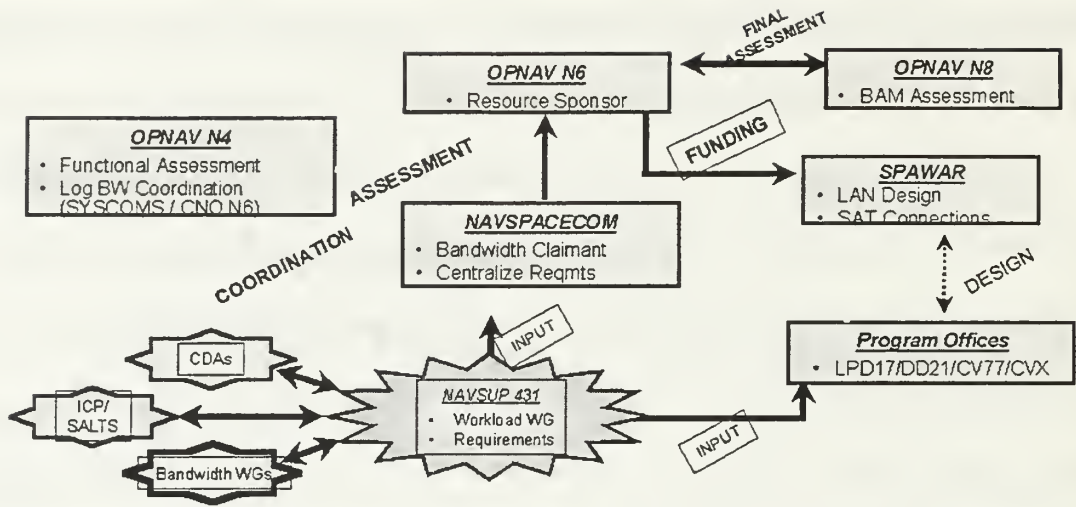 FINAL
ASSESSMENT
OPNAV N6
• Resource Sponsor
OPNAV N8
• BAM Assessment
OPNAV N4
• Functional Assessment
• Log BW Coordination
(SYSCOMS / CNO N6)
COORDINATION
ASSESSMENT
FUNDING
SPAWAR
• LAN Design
• SAT Connections
NAVSPACECOM
• Bandwidth Claimant
• Centralize Reqmts
DESIGN
INPUT
Program Offices
• LPD17/DD21/CV77/CVX
CDAs
ICP/
SALTS
Bandwidth WGs
NAVSUP 431
• Workload WG
• Requirements
INPUT